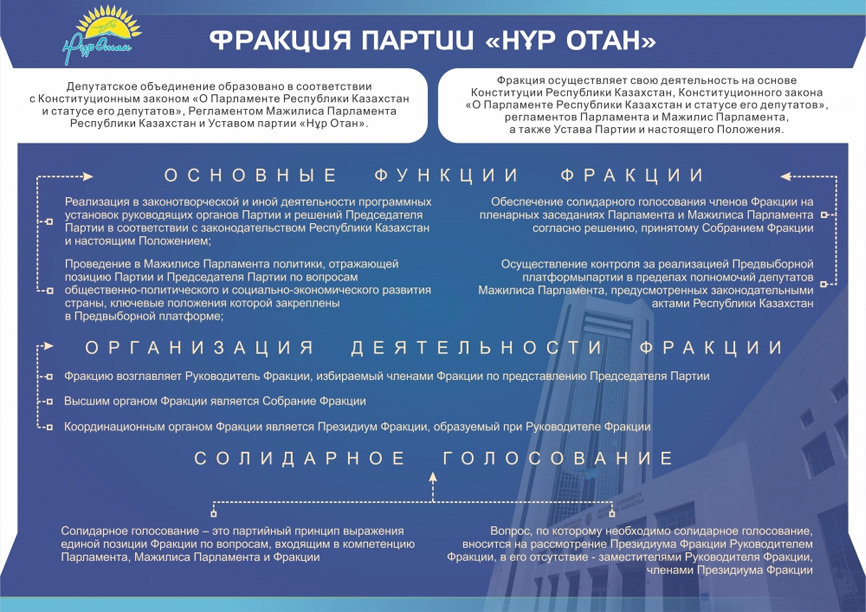 Нұр Отан
ФРАКЦИЯ ПАРТИИ «НҰР ОТАН»
Депутатское объединение образовано в соответствии
с Конституционным законом «О Парламенте Республики Казахстан
и статусе его депутатов», Регламентом Мажилиса Парламента
Республики Казахстан и Уставом партии «Нұр Отан».
Фракция осуществляет свою деятельность на основе
Конституции Республики Казахстан, Конституционного закона
«О Парламенте Республики Казахстан и статусе его депутатов»,
регламентов Парламента и Мажилис Парламента,
а также Устава Партии и настоящего Положения.
ОСНОВНЫЕ ФУНКЦИИ ФРАКЦИИ
Реализация в законотворческой и иной деятельности программных
установок руководящих органов Партии и решений Председателя
Партии в соответствии с законодательством Республики Казахстан
и настоящим Положением;
Проведение в Мажилисе Парламента политики, отражающей
позицию Партии и Председателя Партии по вопросам
общественно-политического и социально-экономического развития
страны, ключевые положения которой закреплены
в Предвыборной платформе;
Обеспечение солидарного голосования членов Фракции на
пленарных заседаниях Парламента и Мажилиса Парламента
согласно решению, принятому Собранием Фракции
Осуществление контроля за реализацией Предвыборной
платформыпартии в пределах полномочий депутатов
Мажилиса Парламента, предусмотренных законодательными
актами Республики Казахстан
ОРГАНИЗАЦИЯ ДЕЯТЕЛЬНОСТИ ФРАКЦИИ
Фракцию возглавляет Руководитель Фракции, избираемый членами Фракции по представлению Председателя Партии
Высшим органом Фракции является Собрание Фракции
Координационным органом Фракции является Президиум Фракции, образуемый при Руководителе Фракции
СОЛИДАРНОЕ ГОЛОСОВАНИЕ
Солидарное голосование – это партийный принцип выражения
единой позиции Фракции по вопросам, входящим в компетенцию
Парламента, Мажилиса Парламента и Фракции
Вопрос, по которому необходимо солидарное голосование,
вносится на рассмотрение Президиума Фракции Руководителем
Фракции, в его отсутствие - заместителями Руководителя Фракции,
членами Президиума Фракции